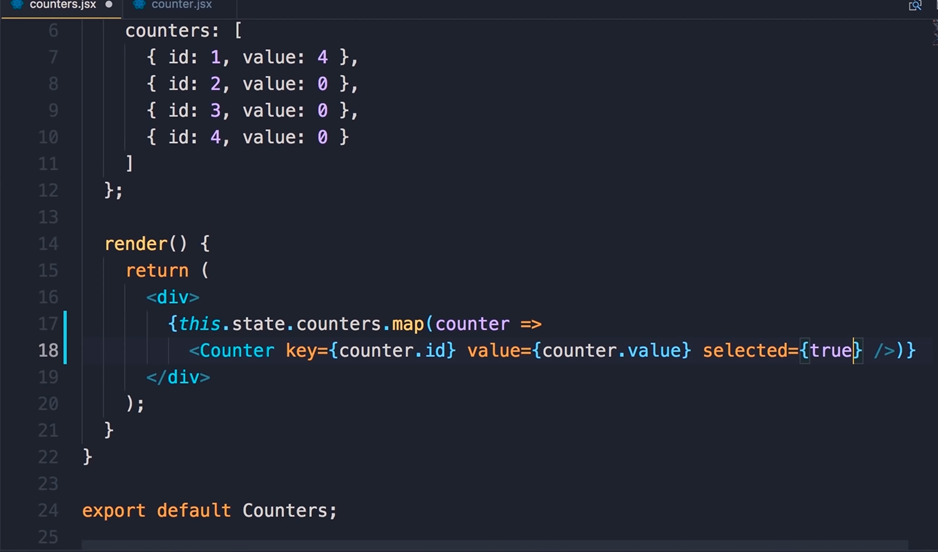 counters.jsx ● counter.jsx
6 counters: [
7 { id: 1, value: 4 },
8 { id: 2, value: 0 },
9 { id: 3, value: 0 },
10 { id: 4, value: 0 }
11 ]
12 };
13
14 render() {
15 return (
16 <div>
17 {this.state.counters.map(counter =>
18 <Counter key={counter.id} value={counter.value} selected={true} />)}
19 </div>
20 );
21 }
22 }
23
24 export default Counters;
25